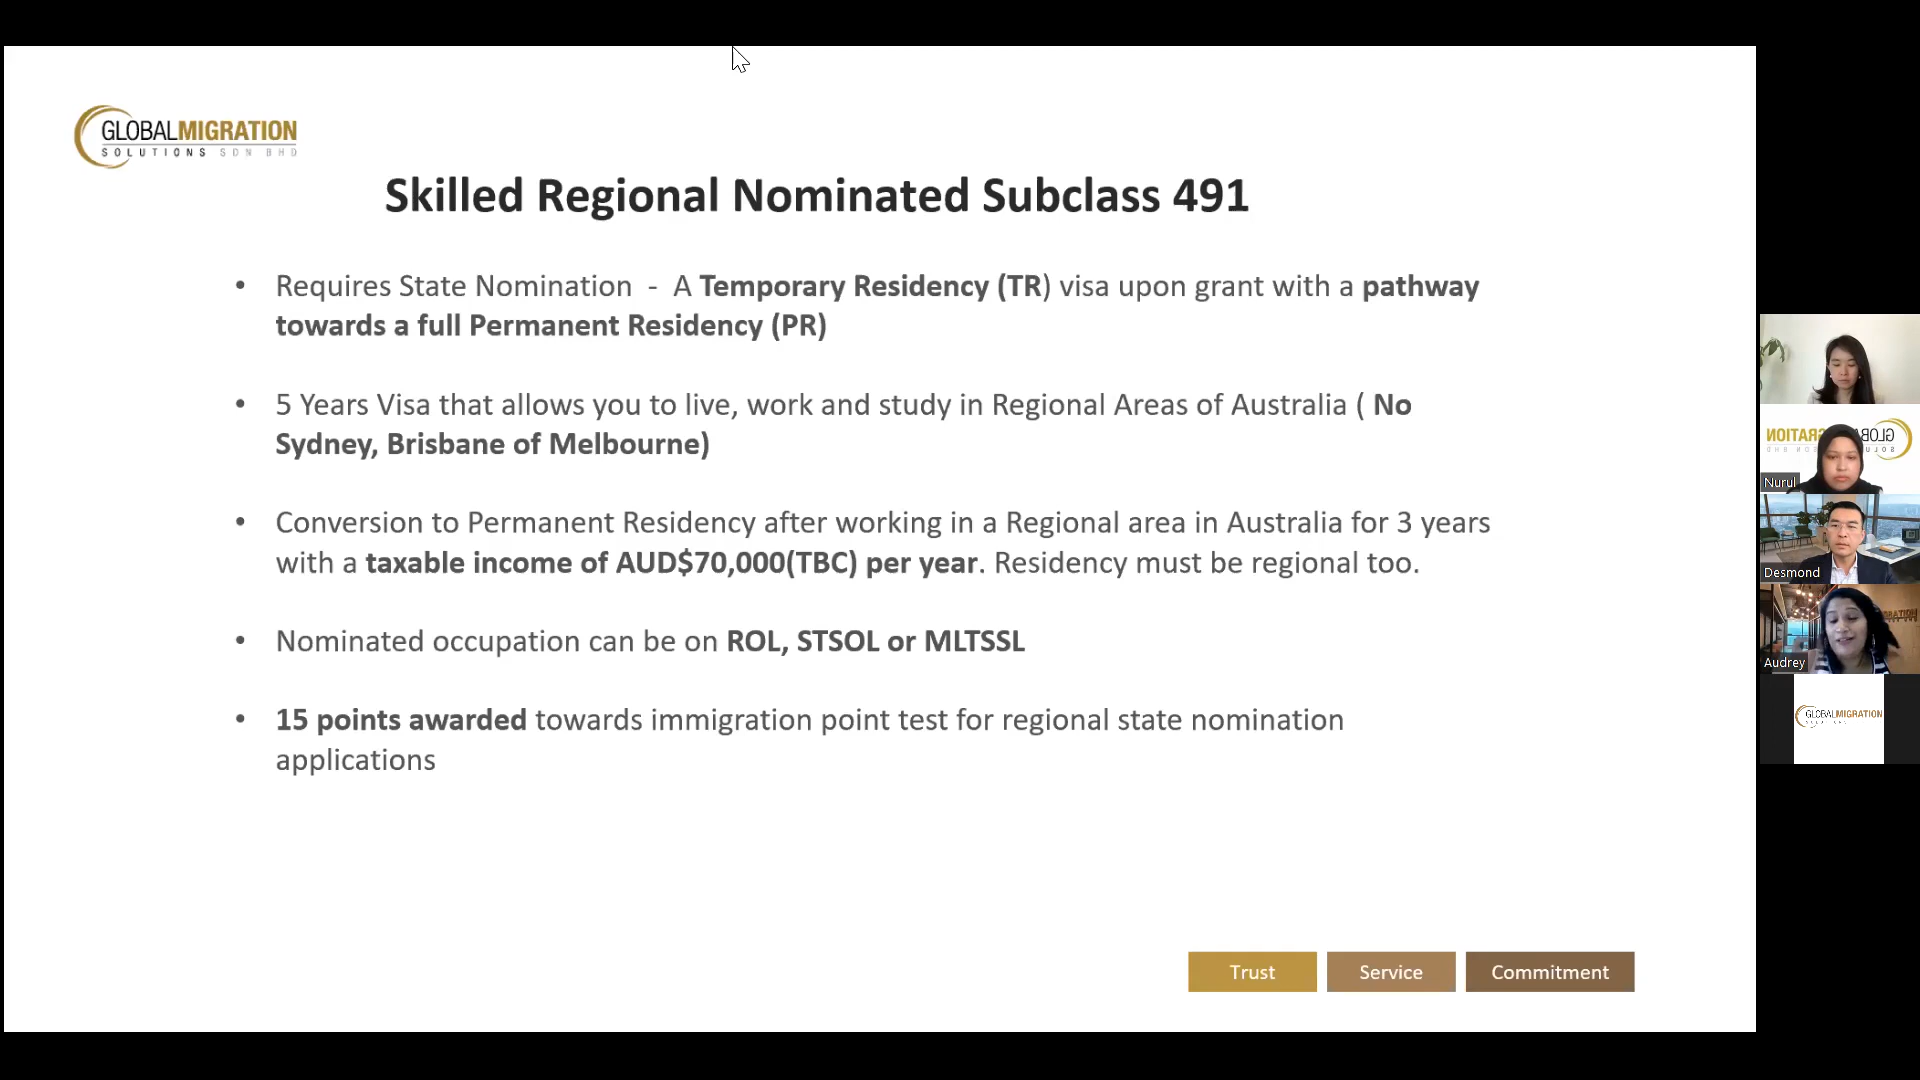 GLOBALMIGRATION
SOLUTIONS SDN BHD
Skilled Regional Nominated Subclass 491
• Requires State Nomination - A Temporary Residency (TR) visa upon grant with a pathway
towards a full Permanent Residency (PR)
• 5 Years Visa that allows you to live, work and study in Regional Areas of Australia ( No
Sydney, Brisbane of Melbourne)
• Conversion to Permanent Residency after working in a Regional area in Australia for 3 years
with a taxable income of AUD$70,000(TBC) per year. Residency must be regional too.
• Nominated occupation can be on ROL, STSOL or MLTSSL
• 15 points awarded towards immigration point test for regional state nomination
applications
Trust Service Commitment
Nurul
Desmond
Audrey
GLOBALMIGRATION